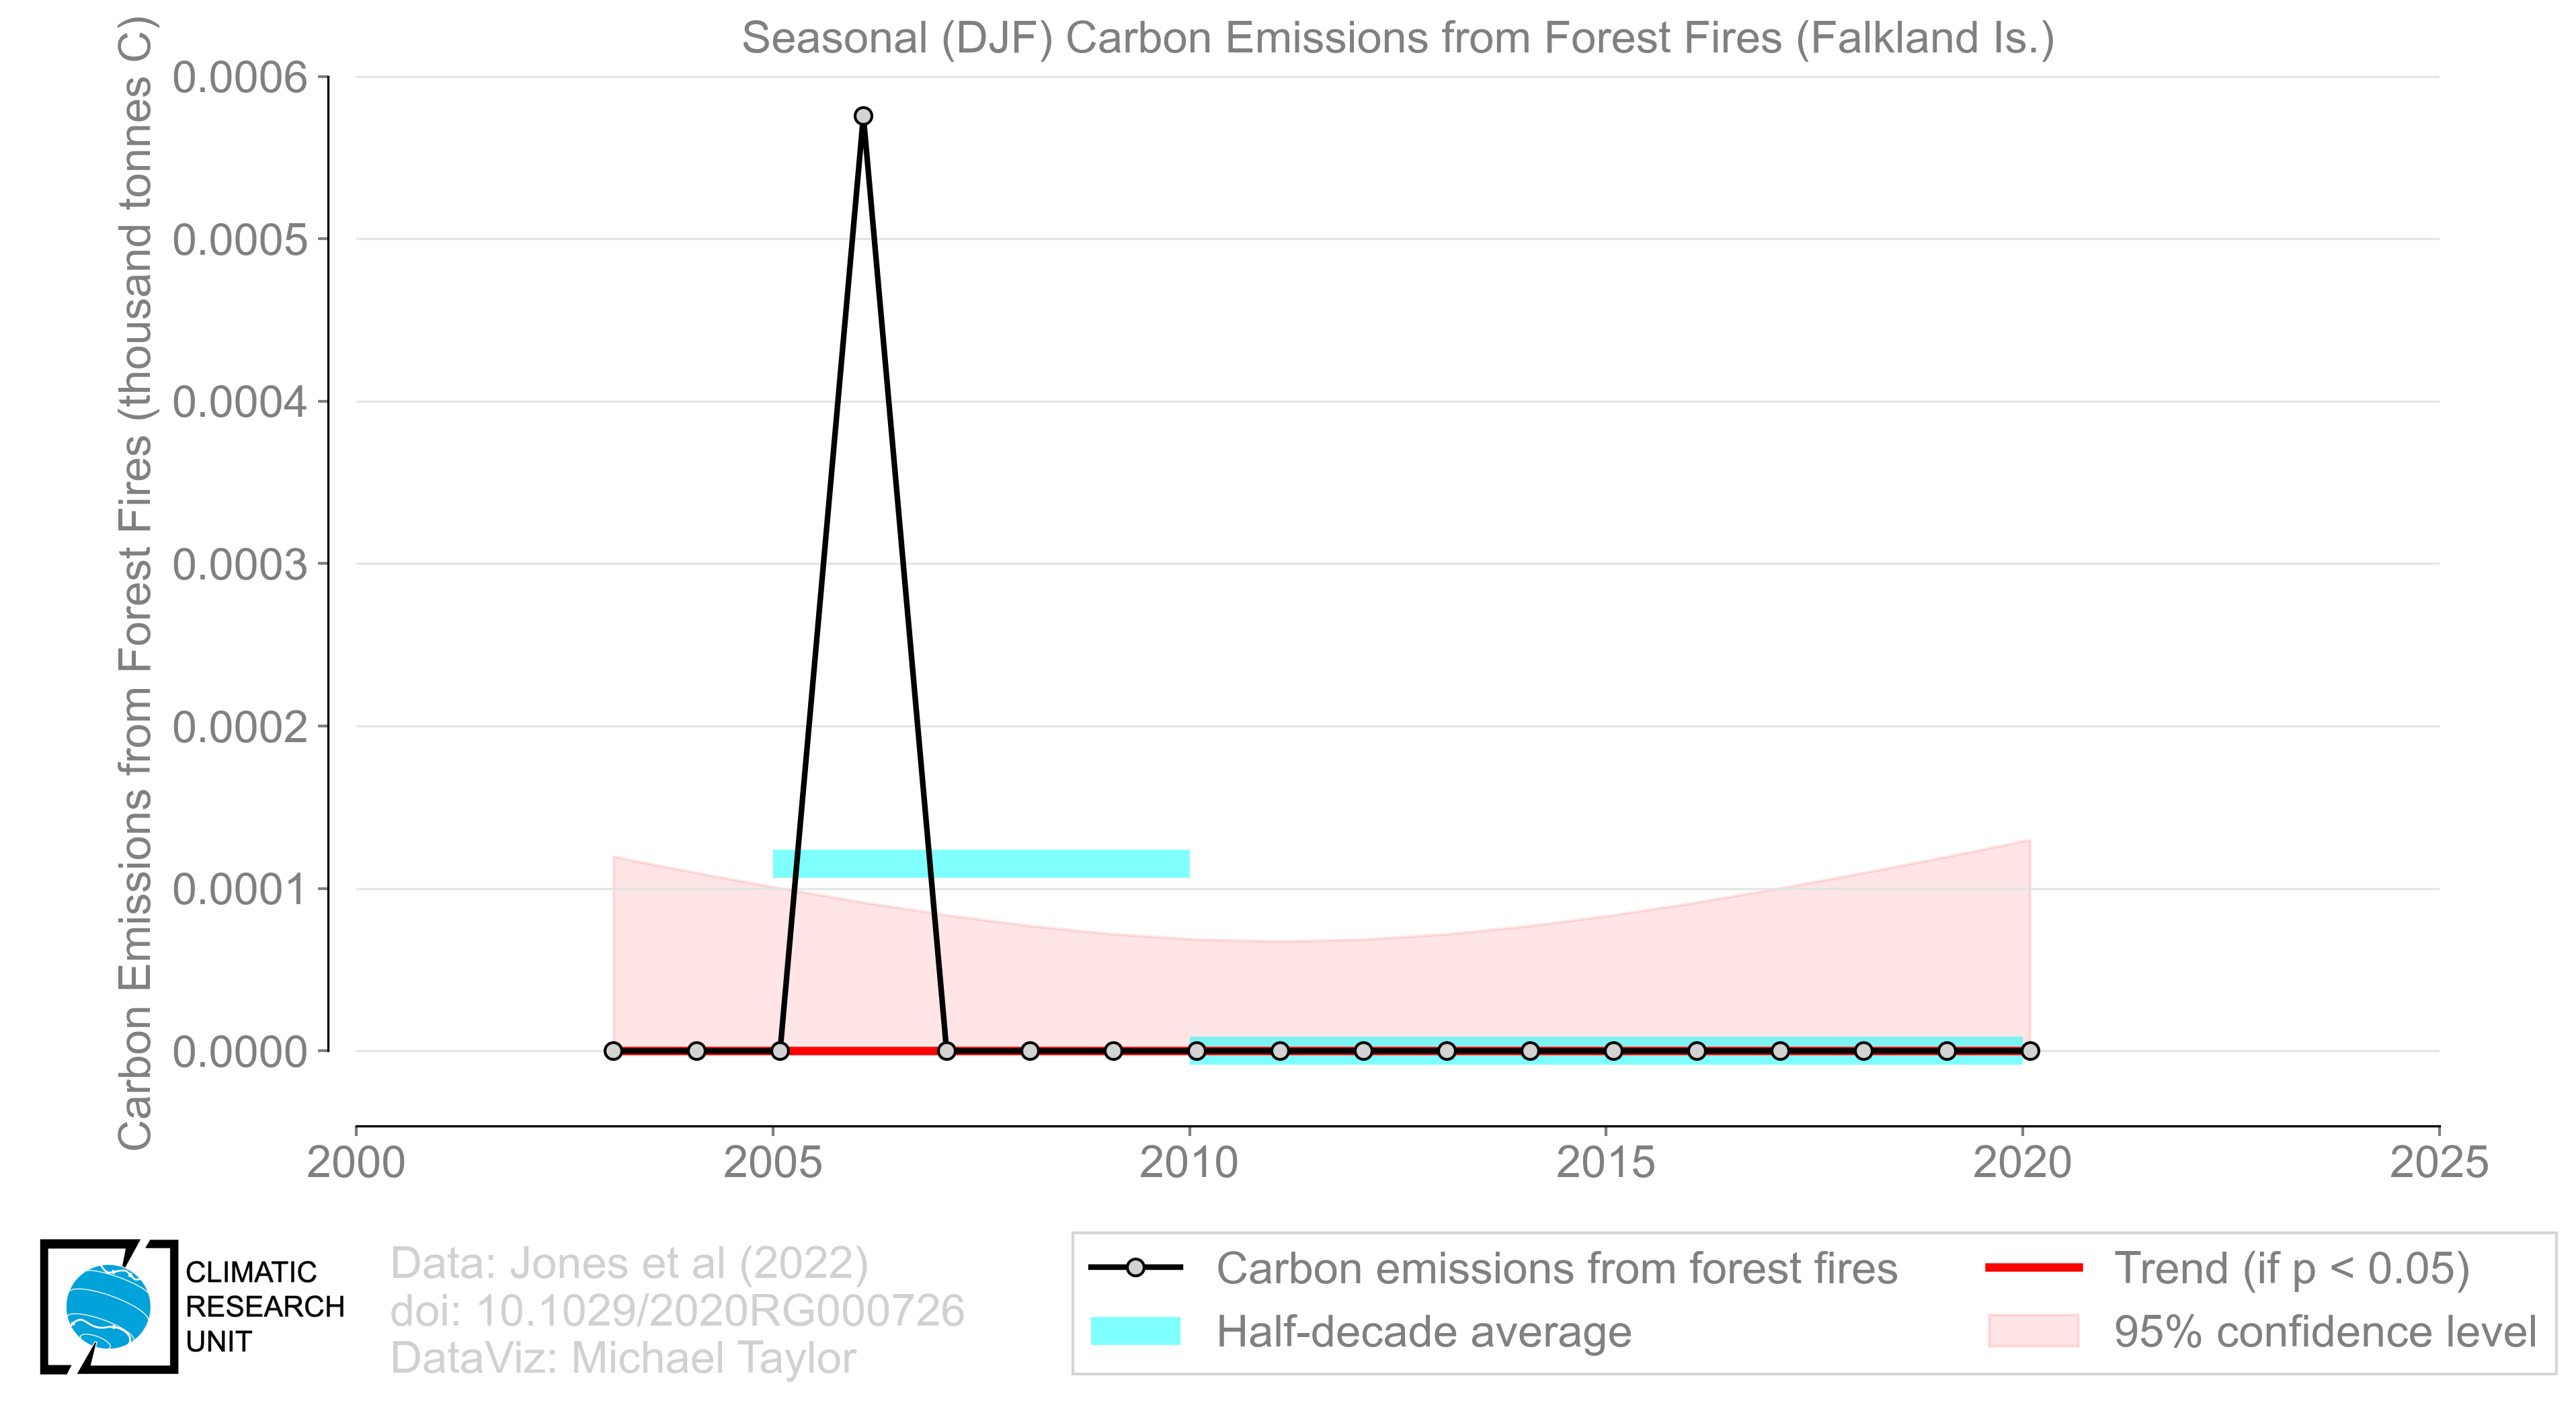 Seasonal (DJF) Carbon Emissions from Forest Fires (Falkland Is.)
Carbon Emissions from Forest Fires (thousand tonnes C)
0.0006
0.0005
0.0004
0.0003
0.0002
0.0001
0.0000
2000 2005 2010 2015 2020 2025
CLIMATIC
RESEARCH
UNIT
Data: Jones et al (2022)
doi: 10.1029/2020RG000726
DataViz: Michael Taylor
Carbon emissions from forest fires
Half-decade average
Trend (if p < 0.05)
95% confidence level